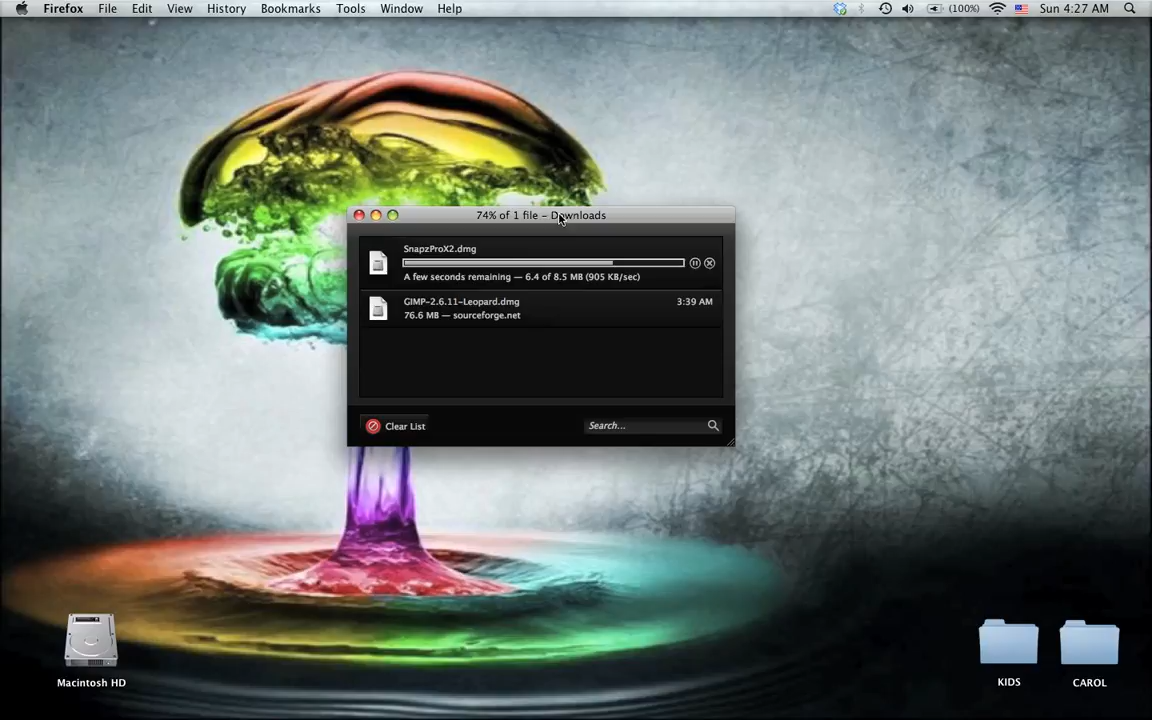 Firefox File Edit View History Bookmarks Tools Window Help (100%) Sun 4:27 AM
74% of 1 file – Downloads
SnapzProX2.dmg
A few seconds remaining — 6.4 of 8.5 MB (905 KB/sec)
GIMP-2.6.11-Leopard.dmg 3:39 AM
76.6 MB — sourceforge.net
Clear List Search...
Macintosh HD KIDS CAROL